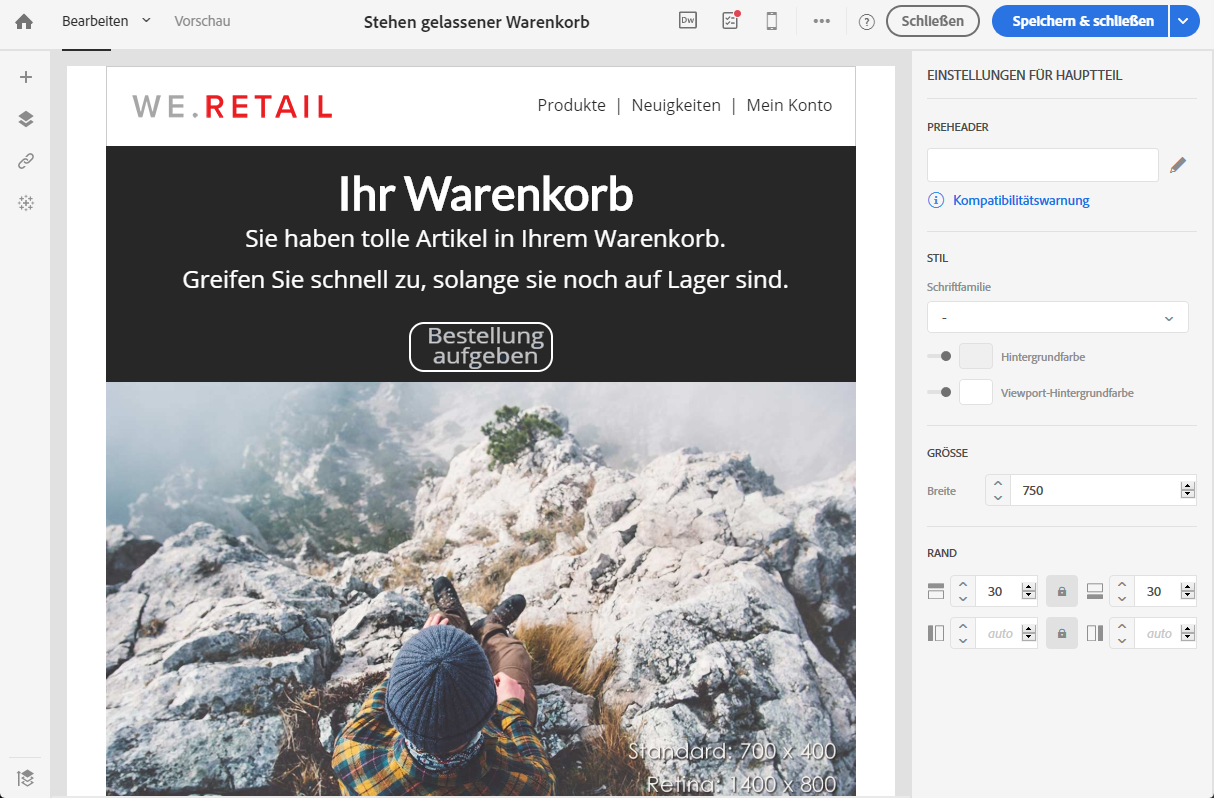 Bearbeiten
Vorschau
Stehen gelassener Warenkorb
Dw
?
Schließen
Speichern & schließen
WE.RETAIL
Produkte | Neuigkeiten | Mein Konto
Ihr Warenkorb
Sie haben tolle Artikel in Ihrem Warenkorb.
Greifen Sie schnell zu, solange sie noch auf Lager sind.
Bestellung
aufgeben
Standard: 700 x 400
Retina: 1400 x 800
EINSTELLUNGEN FÜR HAUPTTEIL
PREHEADER
Kompatibilitätswarnung
STIL
Schriftfamilie
-
Hintergrundfarbe
Viewport-Hintergrundfarbe
GRÖSSE
Breite 750
RAND
30 30
auto auto